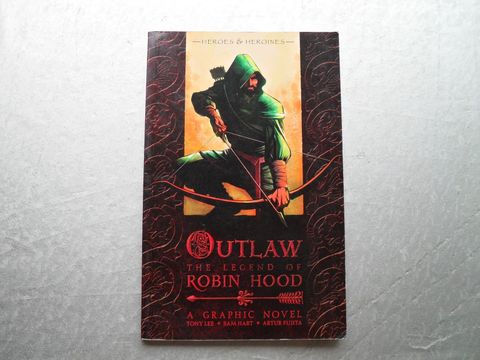 HEROES & HEROINES
OUTLAW
THE LEGEND OF
ROBIN HOOD
A GRAPHIC NOVEL
TONY LEE • SAM HART • ARTUR FUJITA